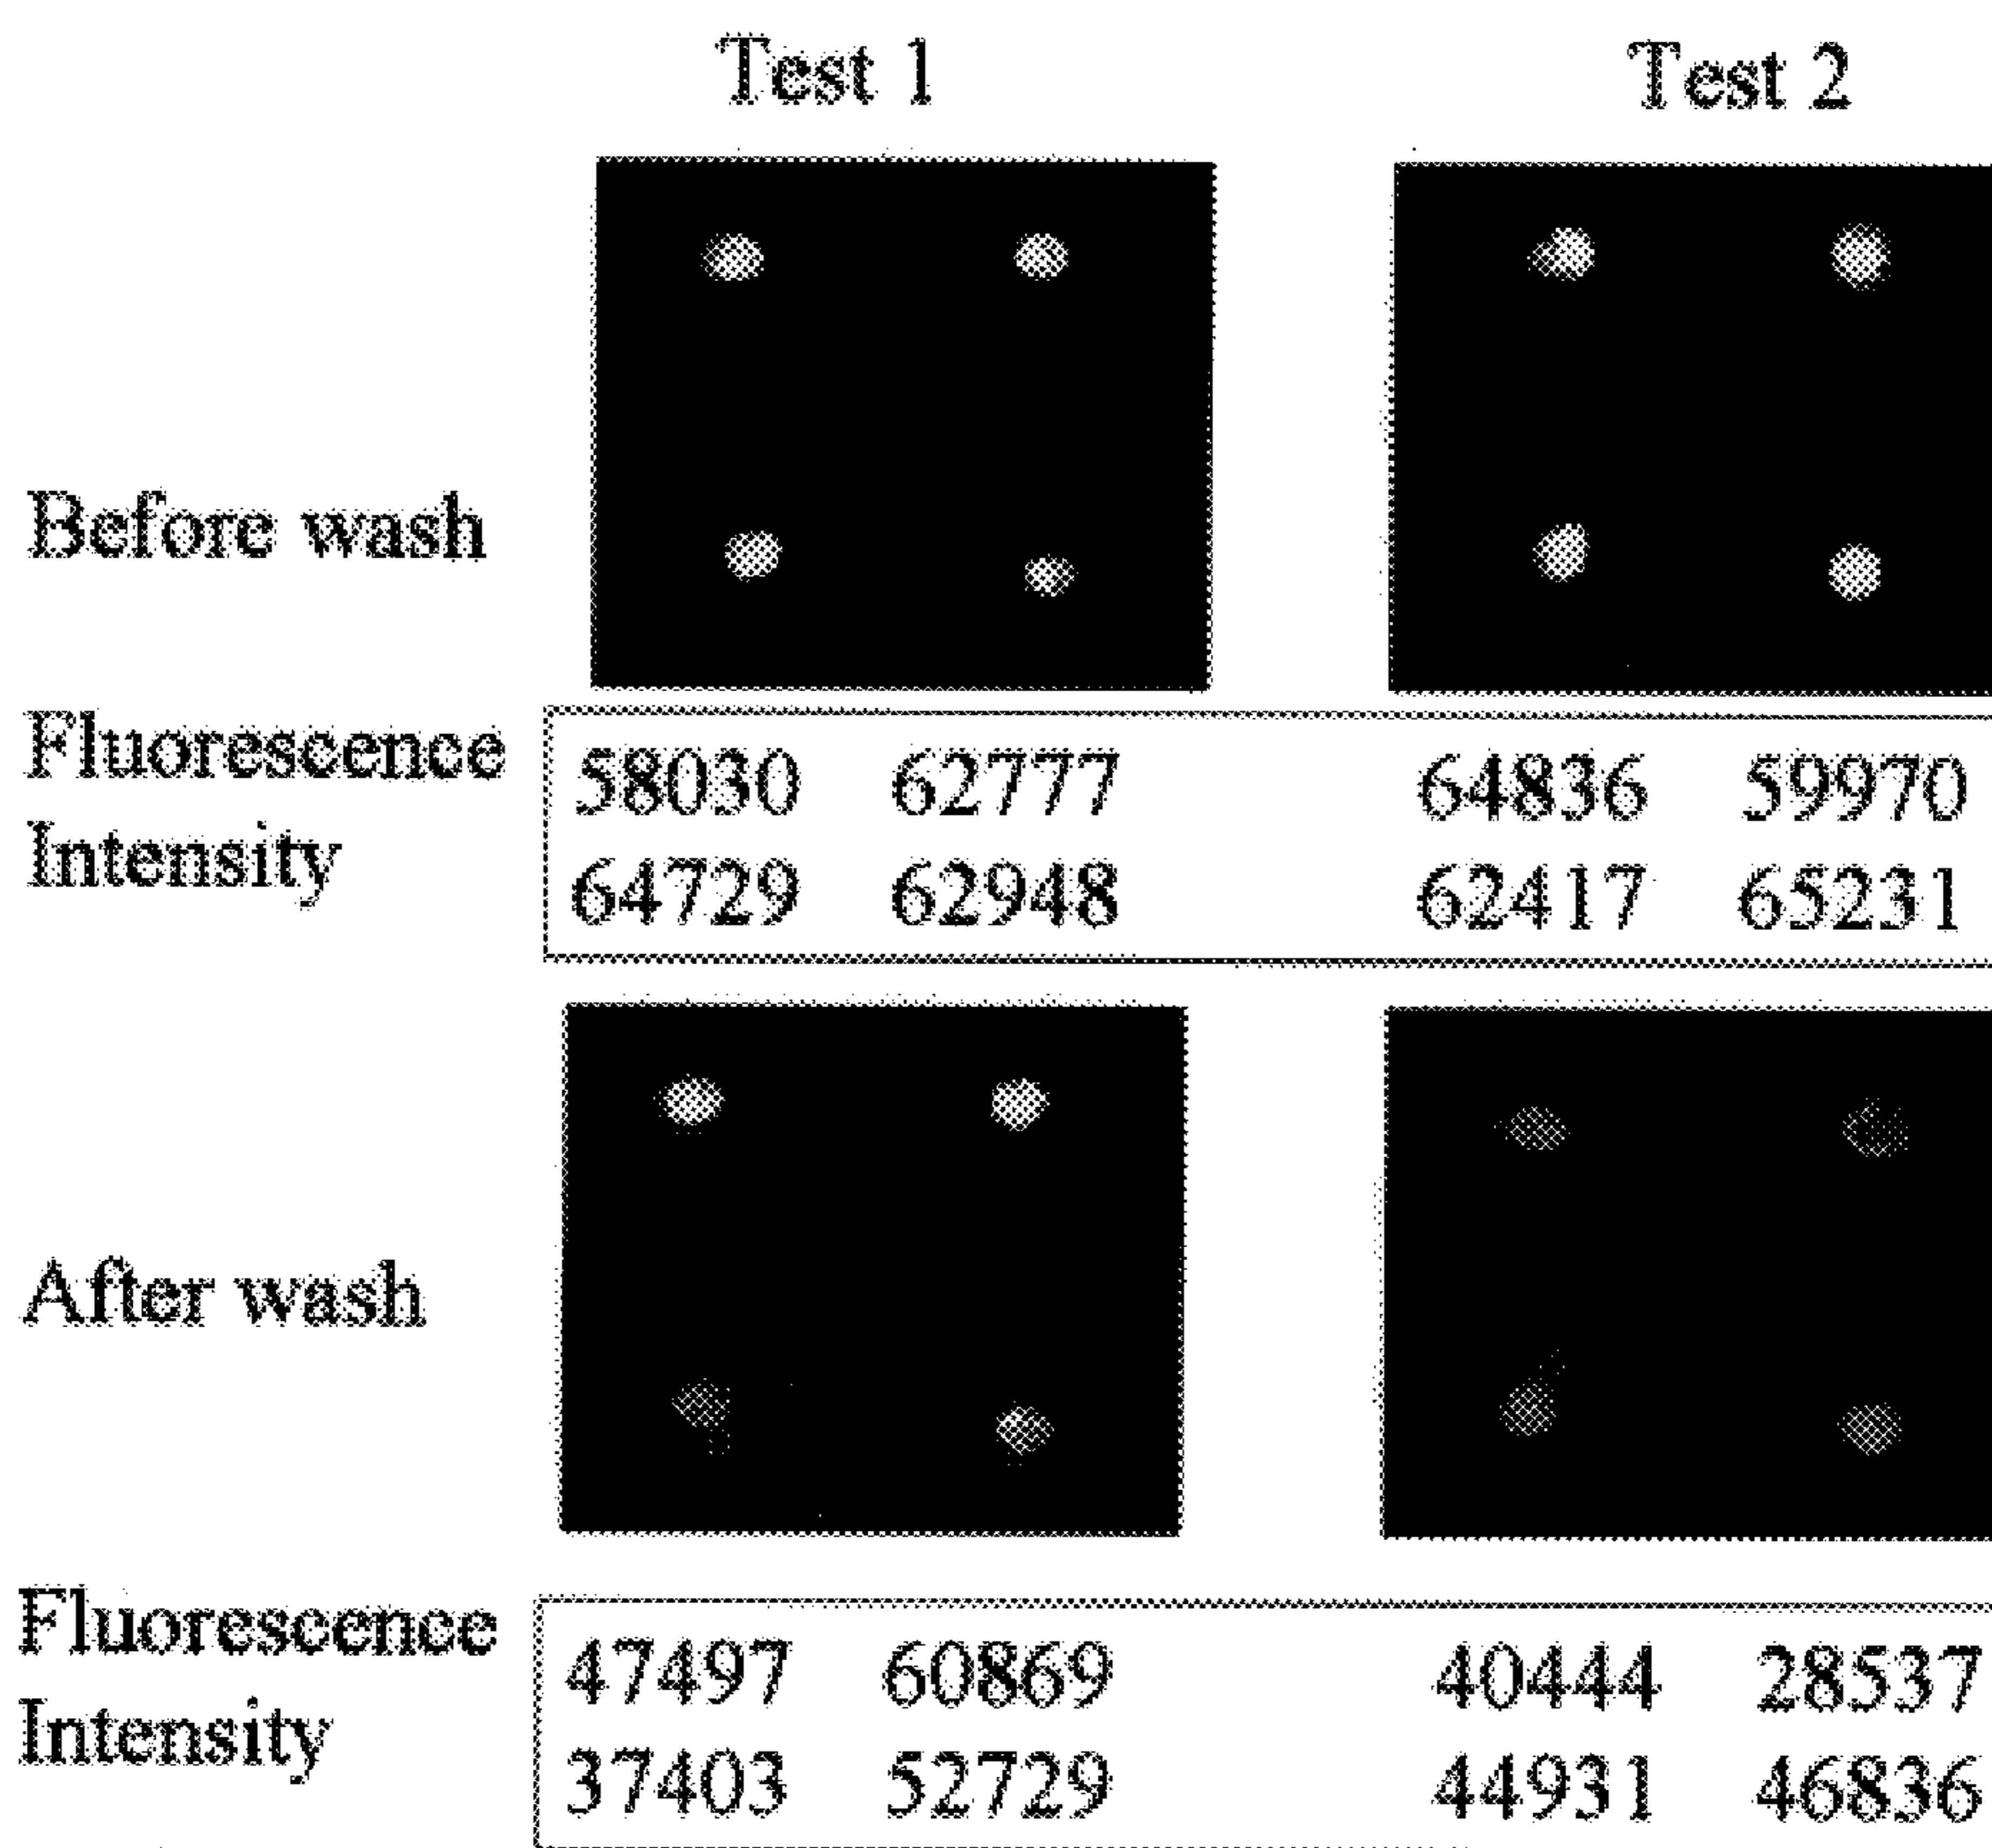 Test 1 Test 2
Before wash
Fluorescence 58030 62777 64836 59970
Intensity 64729 62948 62417 65231
After wash
Fluorescence 47497 60869 40444 28537
Intensity 37403 52729 44931 46836